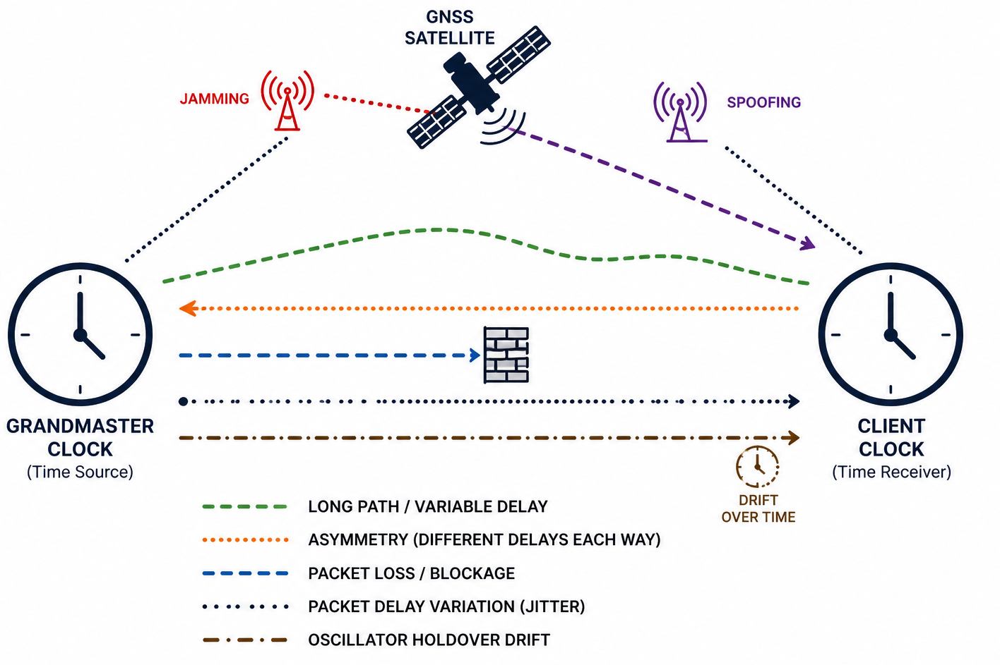 GNSS
SATELLITE
JAMMING
SPOOFING
GRANDMASTER
CLOCK
(Time Source)
CLIENT
CLOCK
(Time Receiver)
DRIFT
OVER TIME
LONG PATH / VARIABLE DELAY
ASYMMETRY (DIFFERENT DELAYS EACH WAY)
PACKET LOSS / BLOCKAGE
PACKET DELAY VARIATION (JITTER)
OSCILLATOR HOLDOVER DRIFT